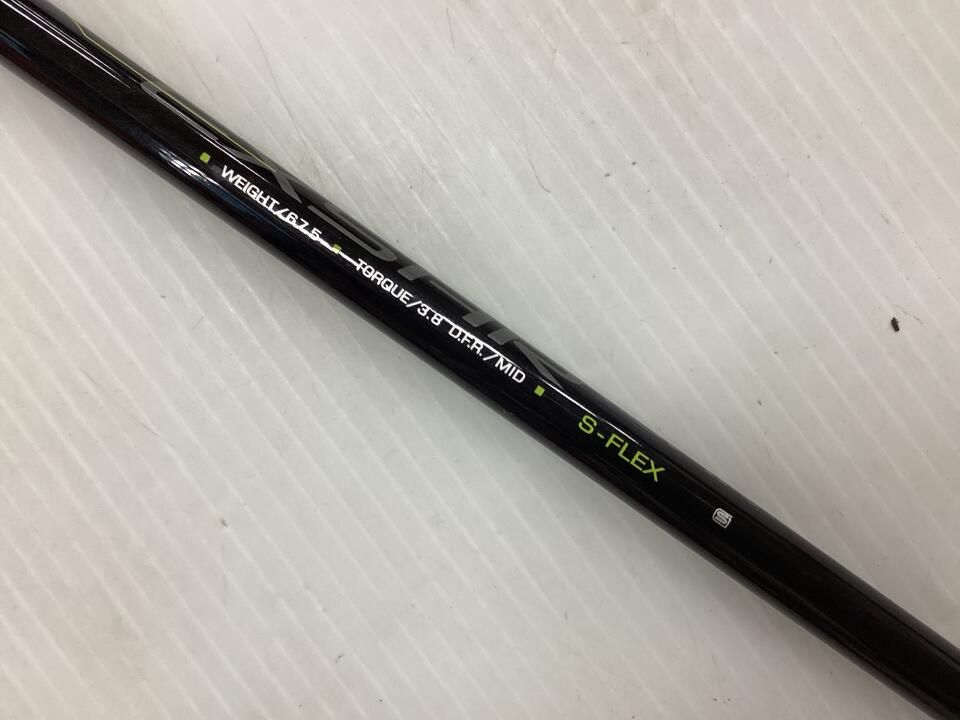 WEIGHT/67.5
TORQUE/3.8 D.F.R./MID
S-FLEX
S